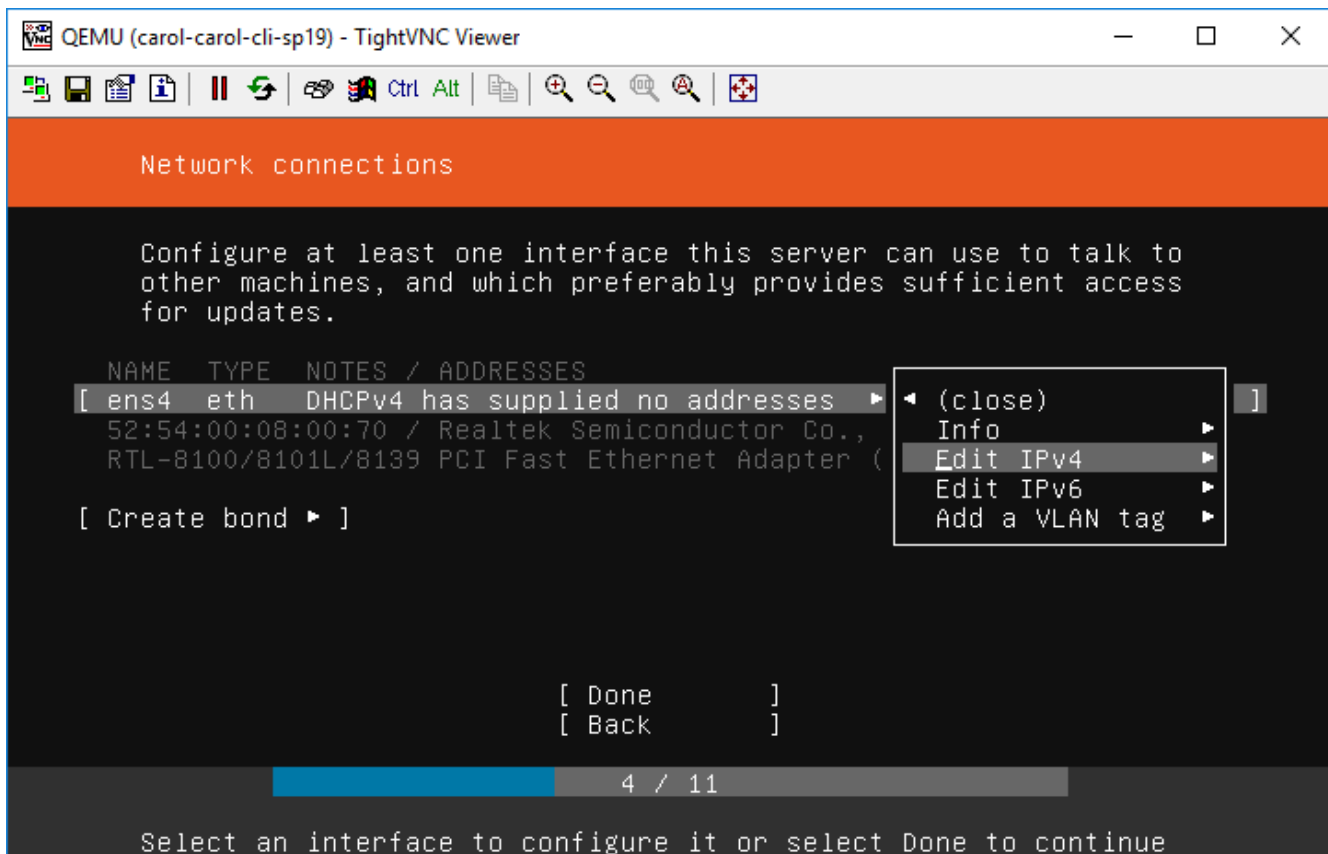 QEMU (carol-carol-cli-sp19) - TightVNC Viewer
Ctrl Alt
Network connections
Configure at least one interface this server can use to talk to
other machines, and which preferably provides sufficient access
for updates.
NAME TYPE NOTES / ADDRESSES
[ ens4 eth DHCPv4 has supplied no addresses ▸ ◂ (close) ]
52:54:00:08:00:70 / Realtek Semiconductor Co., Info ▸
RTL-8100/8101L/8139 PCI Fast Ethernet Adapter ( Edit IPv4 ▸
Edit IPv6 ▸
[ Create bond ▸ ] Add a VLAN tag ▸
[ Done ]
[ Back ]
4 / 11
Select an interface to configure it or select Done to continue